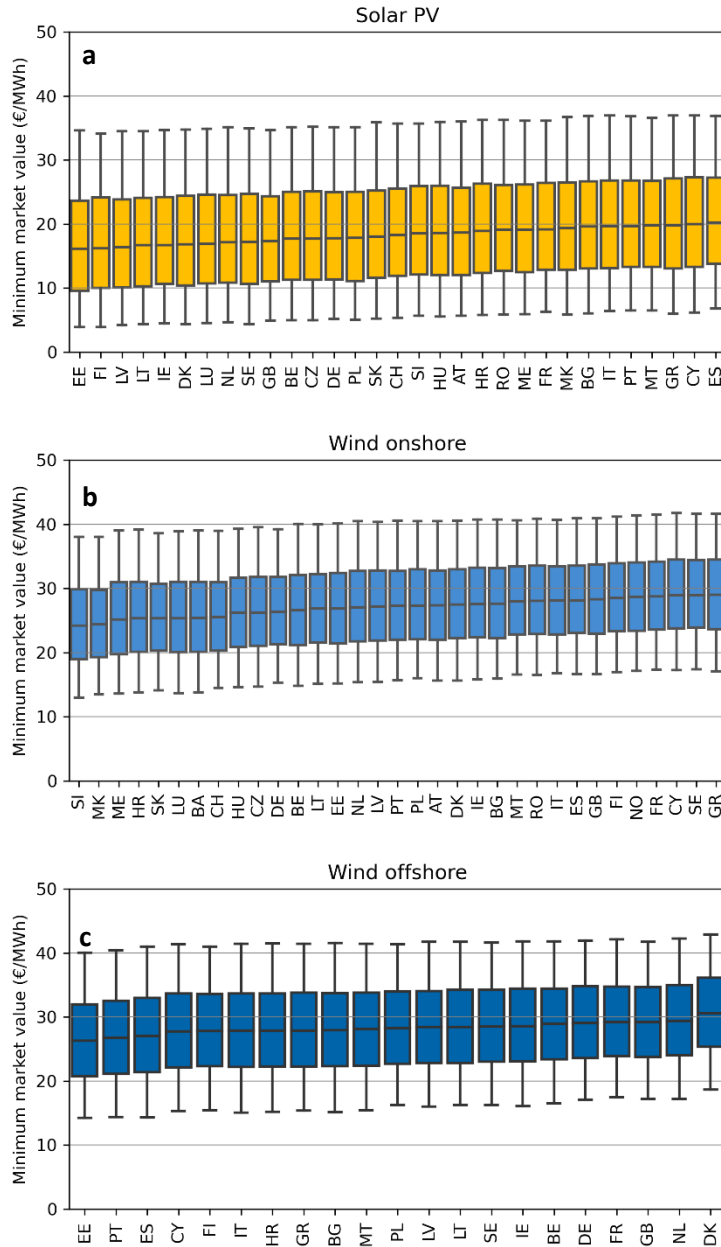 Solar PV
a
Minimum market value (€/MWh)
50
40
30
20
10
0
EE FI LV LT IE DK LU NL SE GB BE CZ DE PL SK CH SI HU AT HR RO ME FR MK BG IT PT MT GR CY ES
Wind onshore
b
Minimum market value (€/MWh)
50
40
30
20
10
0
SI MK ME HR SK LU BA CH HU CZ DE BE LT EE NL LV PT PL AT DK IE BG MT RO IT ES GB FI NO FR CY SE GR
Wind offshore
c
Minimum market value (€/MWh)
50
40
30
20
10
0
EE PT ES CY FI IT HR GR BG MT PL LV LT SE IE BE DE FR GB NL DK